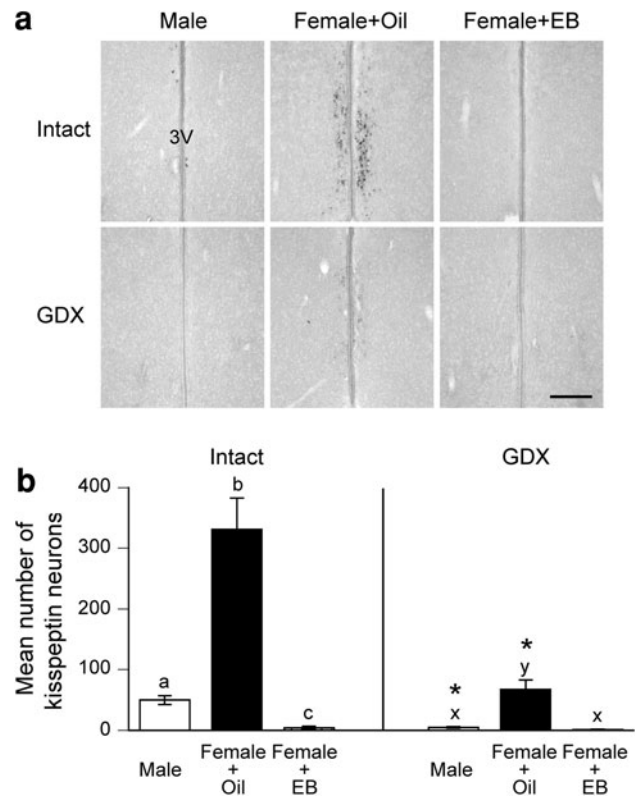 a
Male Female+Oil Female+EB
Intact
3V
GDX
b
Intact GDX
Mean number of
kisspeptin neurons
400
300
200
100
0
a
b
c
*
x
*
y
x
Male Female Female Male Female Female
+ + + +
Oil EB Oil EB